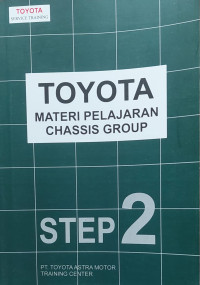 TOYOTA
SERVICE TRAINING
TOYOTA
MATERI PELAJARAN
CHASSIS GROUP
STEP 2
PT. TOYOTA ASTRA MOTOR
TRAINING CENTER